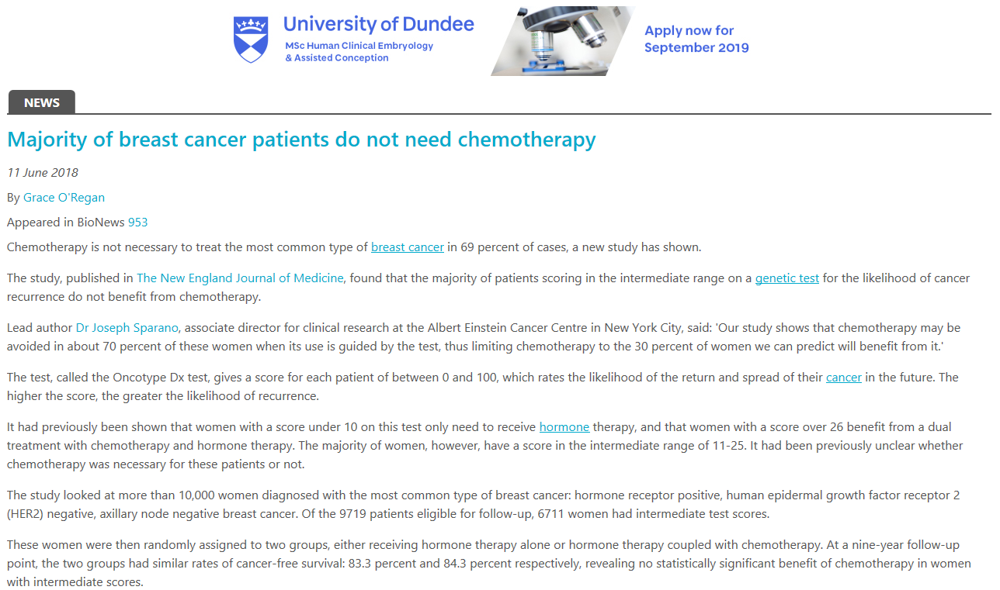 University of Dundee
MSc Human Clinical Embryology
& Assisted Conception
Apply now for
September 2019
NEWS
Majority of breast cancer patients do not need chemotherapy
11 June 2018
By Grace O'Regan
Appeared in BioNews 953
Chemotherapy is not necessary to treat the most common type of breast cancer in 69 percent of cases, a new study has shown.
The study, published in The New England Journal of Medicine, found that the majority of patients scoring in the intermediate range on a genetic test for the likelihood of cancer
recurrence do not benefit from chemotherapy.
Lead author Dr Joseph Sparano, associate director for clinical research at the Albert Einstein Cancer Centre in New York City, said: 'Our study shows that chemotherapy may be
avoided in about 70 percent of these women when its use is guided by the test, thus limiting chemotherapy to the 30 percent of women we can predict will benefit from it.'
The test, called the Oncotype Dx test, gives a score for each patient of between 0 and 100, which rates the likelihood of the return and spread of their cancer in the future. The
higher the score, the greater the likelihood of recurrence.
It had previously been shown that women with a score under 10 on this test only need to receive hormone therapy, and that women with a score over 26 benefit from a dual
treatment with chemotherapy and hormone therapy. The majority of women, however, have a score in the intermediate range of 11-25. It had been previously unclear whether
chemotherapy was necessary for these patients or not.
The study looked at more than 10,000 women diagnosed with the most common type of breast cancer: hormone receptor positive, human epidermal growth factor receptor 2
(HER2) negative, axillary node negative breast cancer. Of the 9719 patients eligible for follow-up, 6711 women had intermediate test scores.
These women were then randomly assigned to two groups, either receiving hormone therapy alone or hormone therapy coupled with chemotherapy. At a nine-year follow-up
point, the two groups had similar rates of cancer-free survival: 83.3 percent and 84.3 percent respectively, revealing no statistically significant benefit of chemotherapy in women
with intermediate scores.